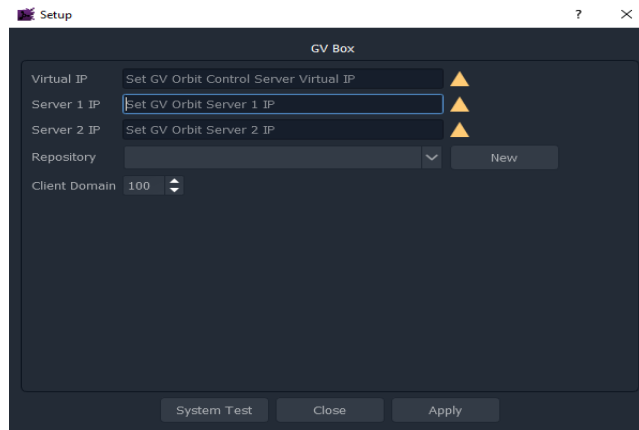 Setup ?
GV Box
Virtual IP Set GV Orbit Control Server Virtual IP
Server 1 IP Set GV Orbit Server 1 IP
Server 2 IP Set GV Orbit Server 2 IP
Repository New
Client Domain 100
System Test Close Apply